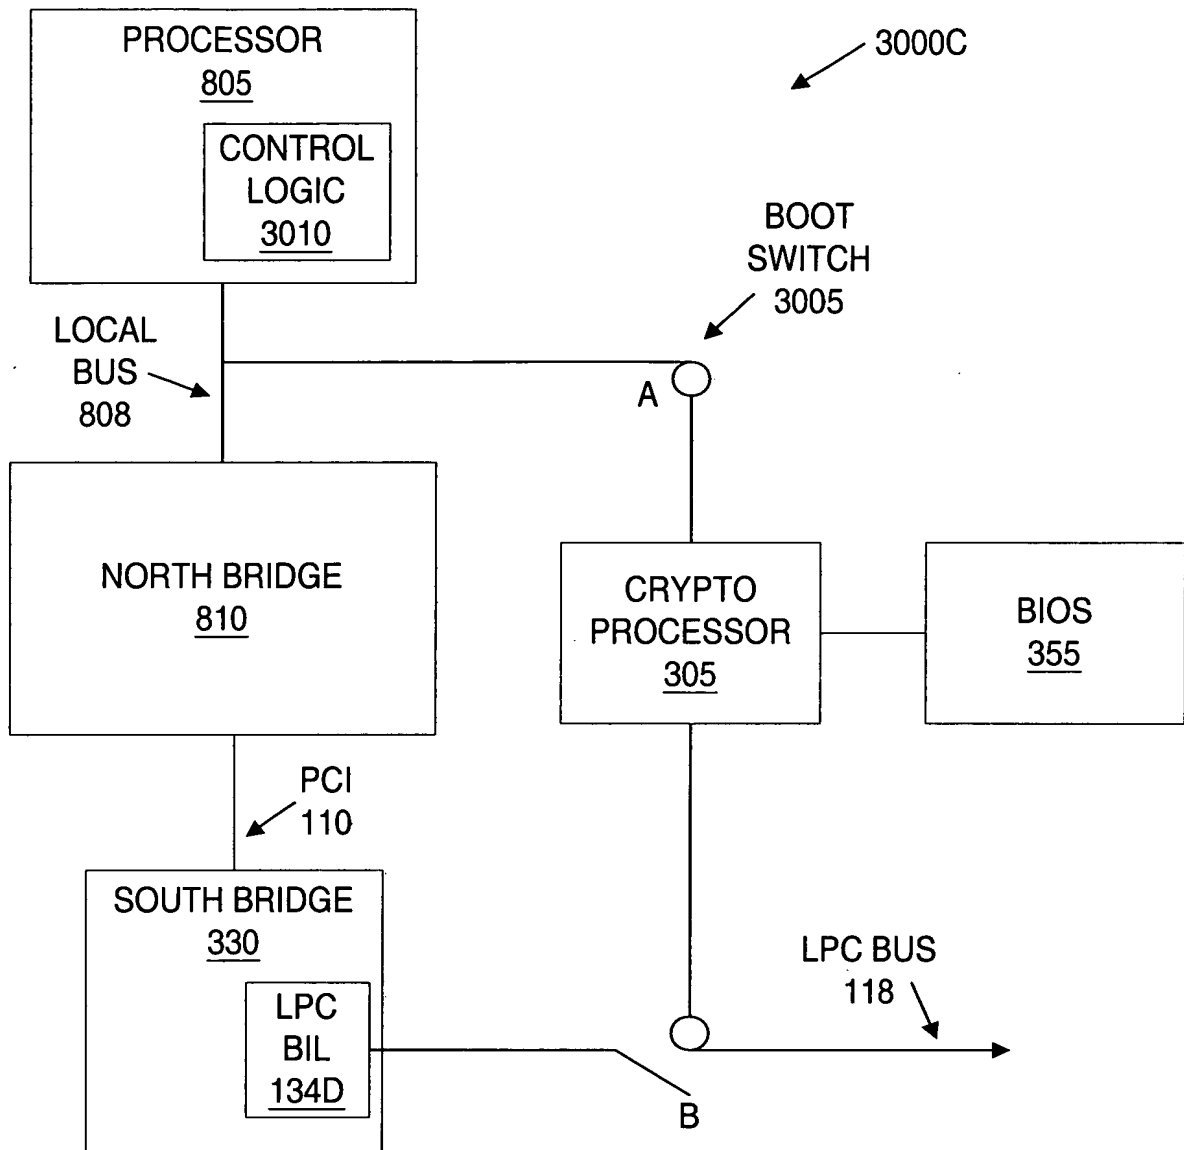 PROCESSOR
805
CONTROL
LOGIC
3010
3000C
BOOT
SWITCH
3005
LOCAL
BUS
808
A
NORTH BRIDGE
810
CRYPTO
PROCESSOR
305
BIOS
355
PCI
110
SOUTH BRIDGE
330
LPC
BIL
134D
LPC BUS
118
B